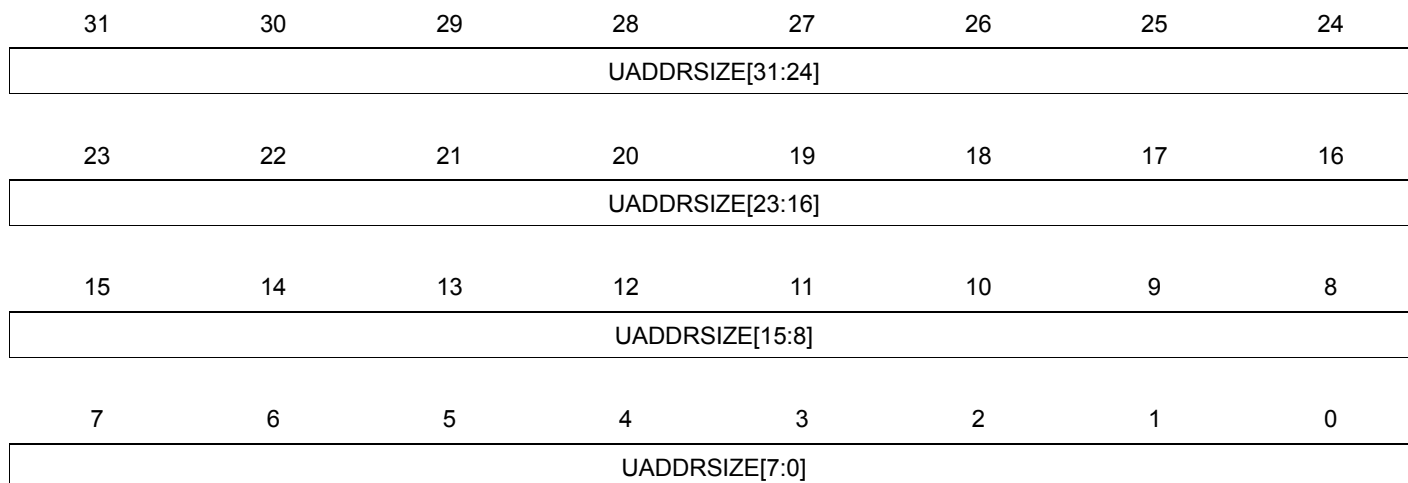 31 30 29 28 27 26 25 24
UADDRSIZE[31:24]
23 22 21 20 19 18 17 16
UADDRSIZE[23:16]
15 14 13 12 11 10 9 8
UADDRSIZE[15:8]
7 6 5 4 3 2 1 0
UADDRSIZE[7:0]